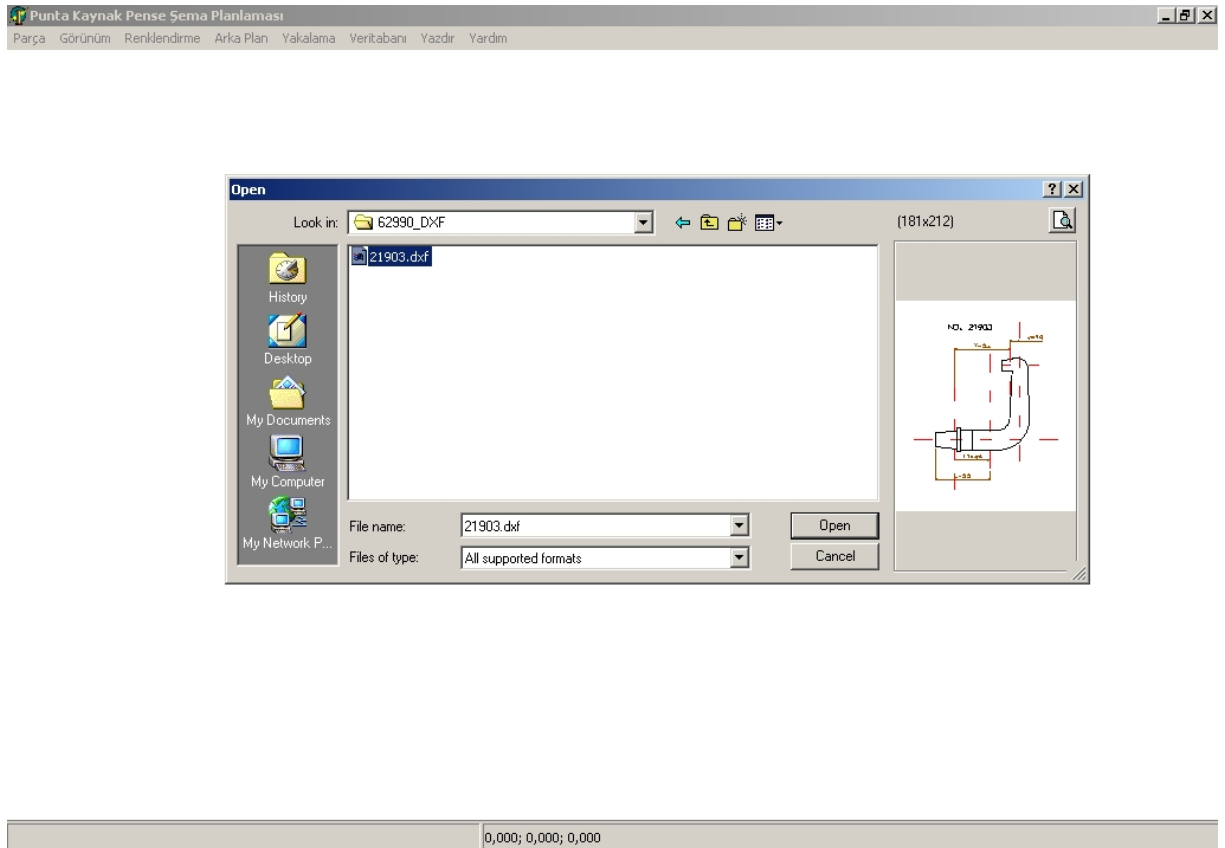 Punta Kaynak Pense Şema Planlaması
Parça Görünüm Renklendirme Arka Plan Yakalama Veritabanı Yazdır Yardım
Open
Look in: 62990_DXF (181x212)
21903.dxf
History
Desktop
My Documents
My Computer
My Network P...
NO. 21903
File name: 21903.dxf Open
Files of type: All supported formats Cancel
0,000; 0,000; 0,000